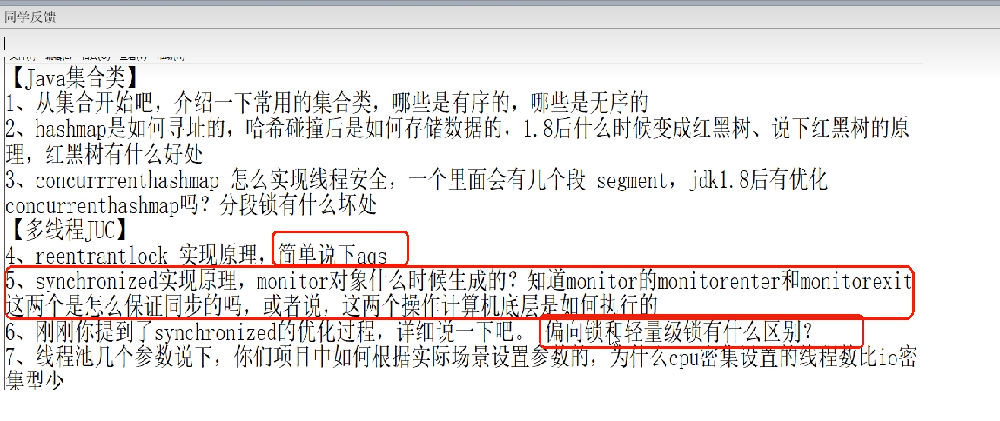 同学反馈
【Java集合类】
1、从集合开始吧，介绍一下常用的集合类，哪些是有序的，哪些是无序的
2、hashmap是如何寻址的，哈希碰撞后是如何存储数据的，1.8后什么时候变成红黑树、说下红黑树的原
理，红黑树有什么好处
3、concurrrenthashmap 怎么实现线程安全，一个里面会有几个段 segment，jdk1.8后有优化
concurrenthashmap吗？分段锁有什么坏处
【多线程JUC】
4、reentrantlock 实现原理，简单说下aqs
5、synchronized实现原理，monitor对象什么时候生成的？知道monitor的monitorenter和monitorexit
这两个是怎么保证同步的吗，或者说，这两个操作计算机底层是如何执行的
6、刚刚你提到了synchronized的优化过程，详细说一下吧。 偏向锁和轻量级锁有什么区别？
7、线程池几个参数说下，你们项目中如何根据实际场景设置参数的，为什么cpu密集设置的线程数比io密
集型少